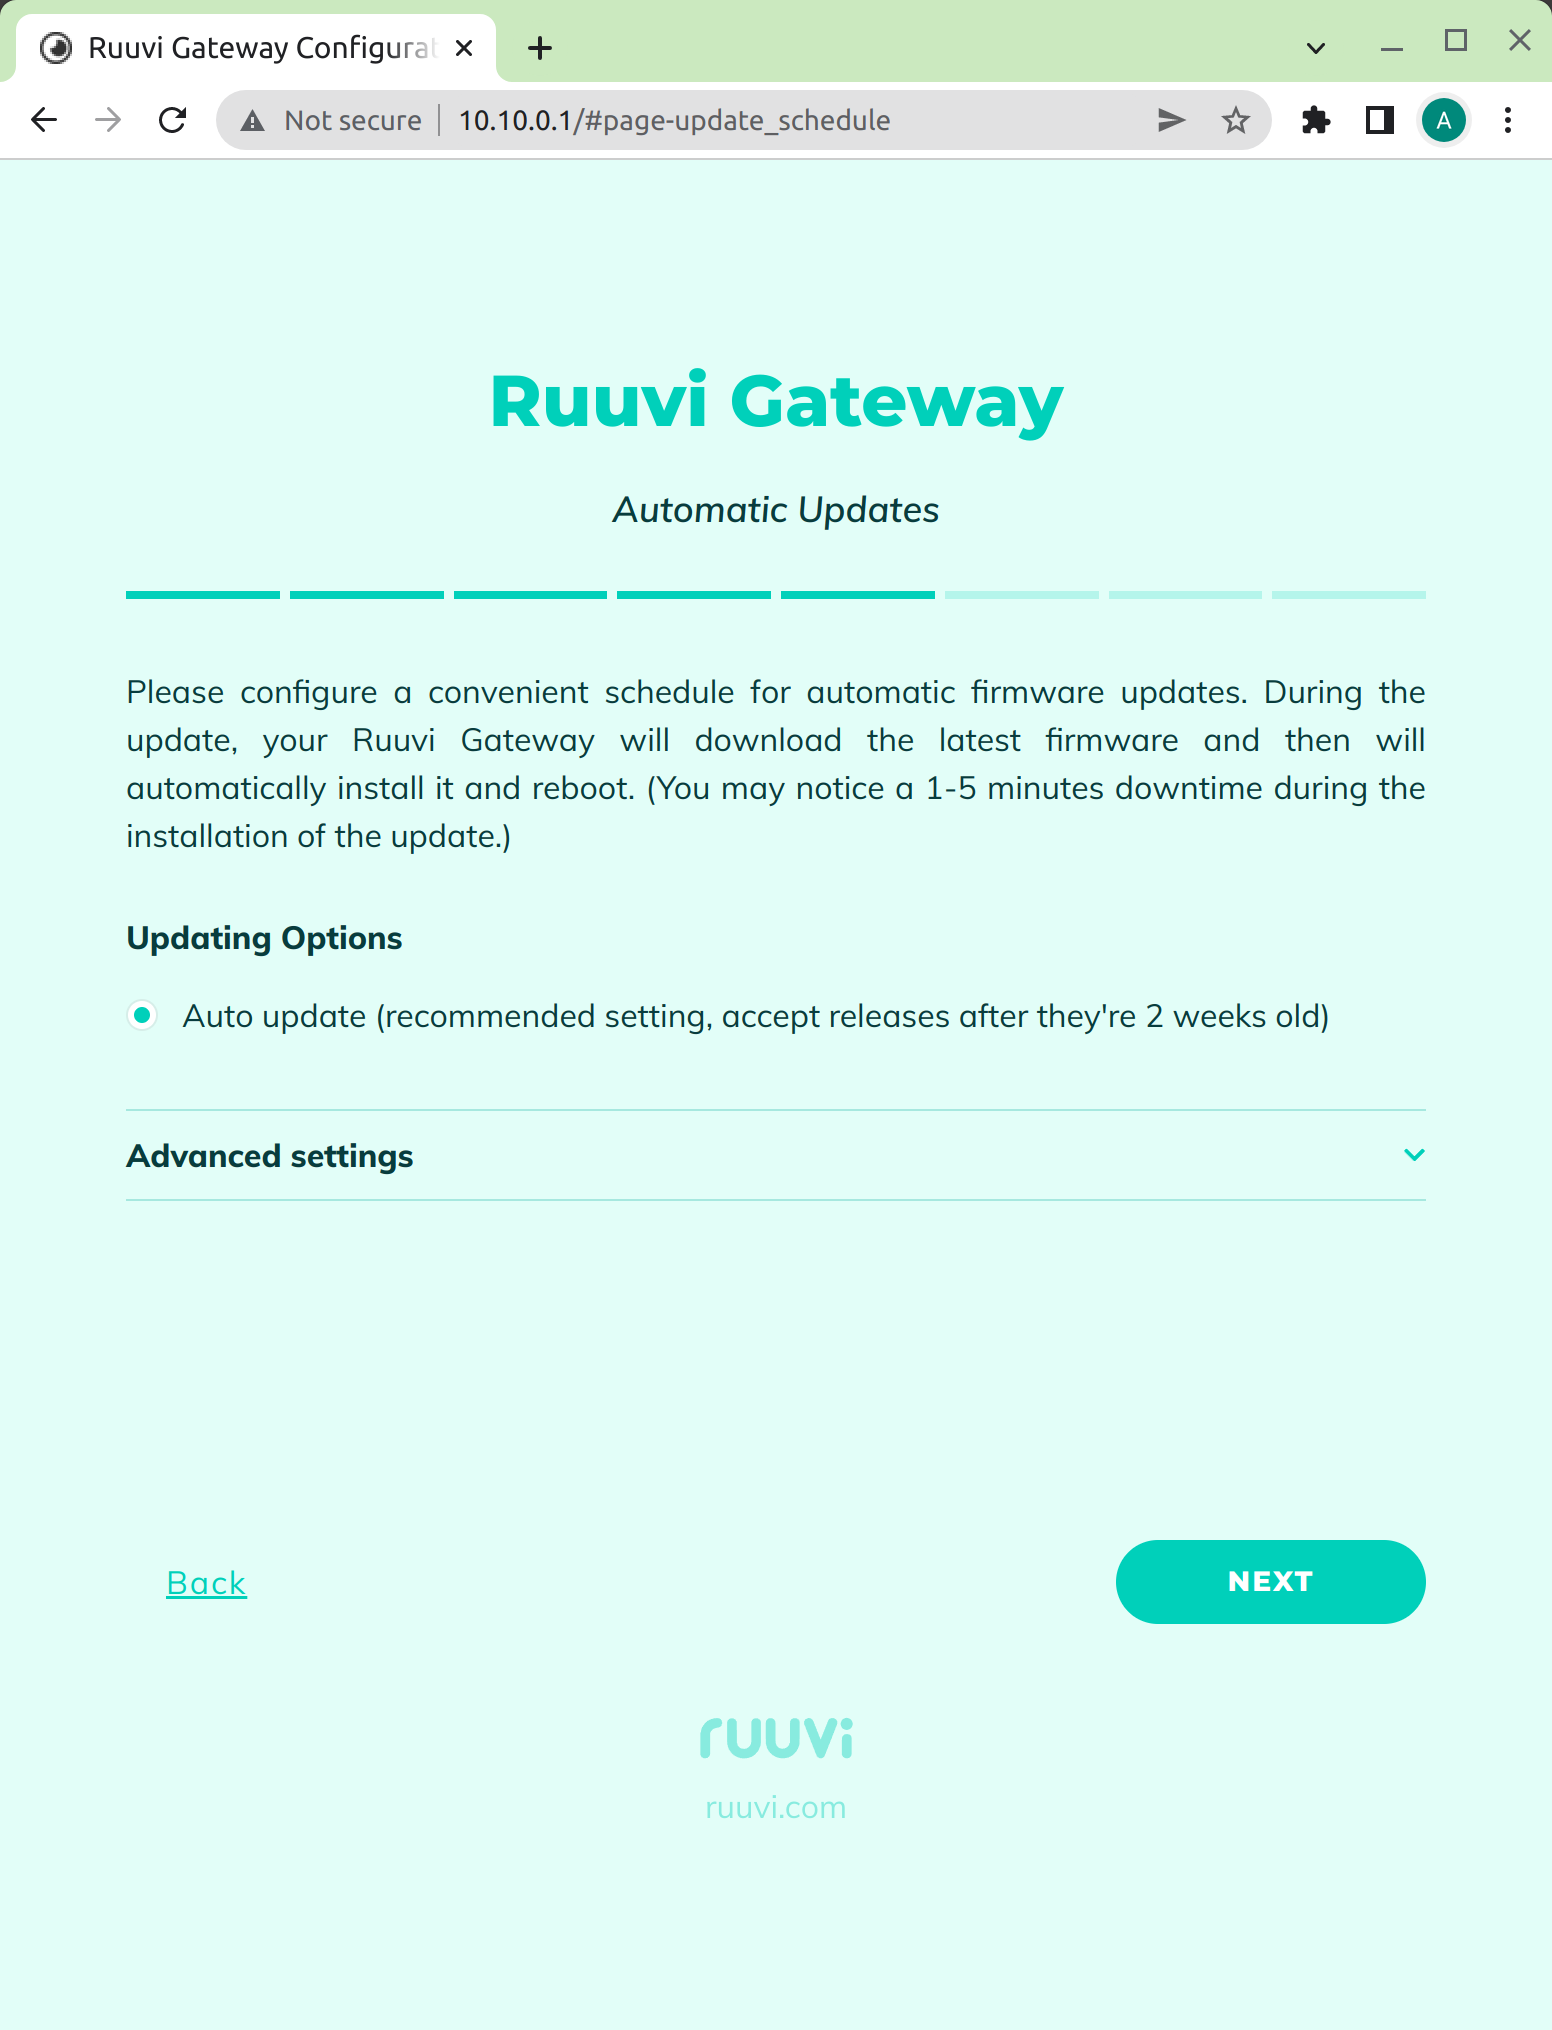 Ruuvi Gateway Configurat
Not secure
10.10.0.1/#page-update_schedule
A
Ruuvi Gateway
Automatic Updates
Please configure a convenient schedule for automatic firmware updates. During the
update, your Ruuvi Gateway will download the latest firmware and then will
automatically install it and reboot. (You may notice a 1-5 minutes downtime during the
installation of the update.)
Updating Options
Auto update (recommended setting, accept releases after they're 2 weeks old)
Advanced settings
Back
NEXT
ruuvi
ruuvi.com